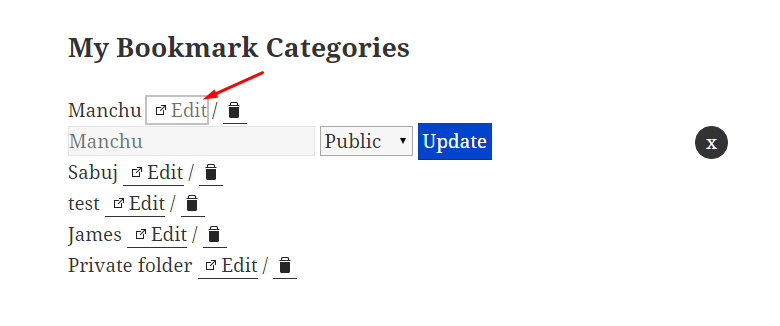 My Bookmark Categories
Manchu Edit /
Manchu Public Update x
Sabuj Edit /
test Edit /
James Edit /
Private folder Edit /